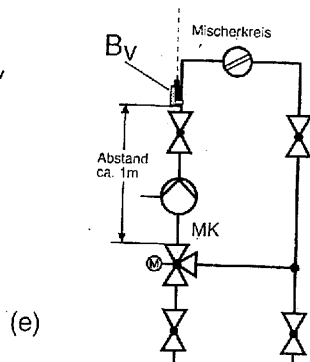 Mischerkreis
Bv
v
Abstand
ca. 1m
MK
M
(e)